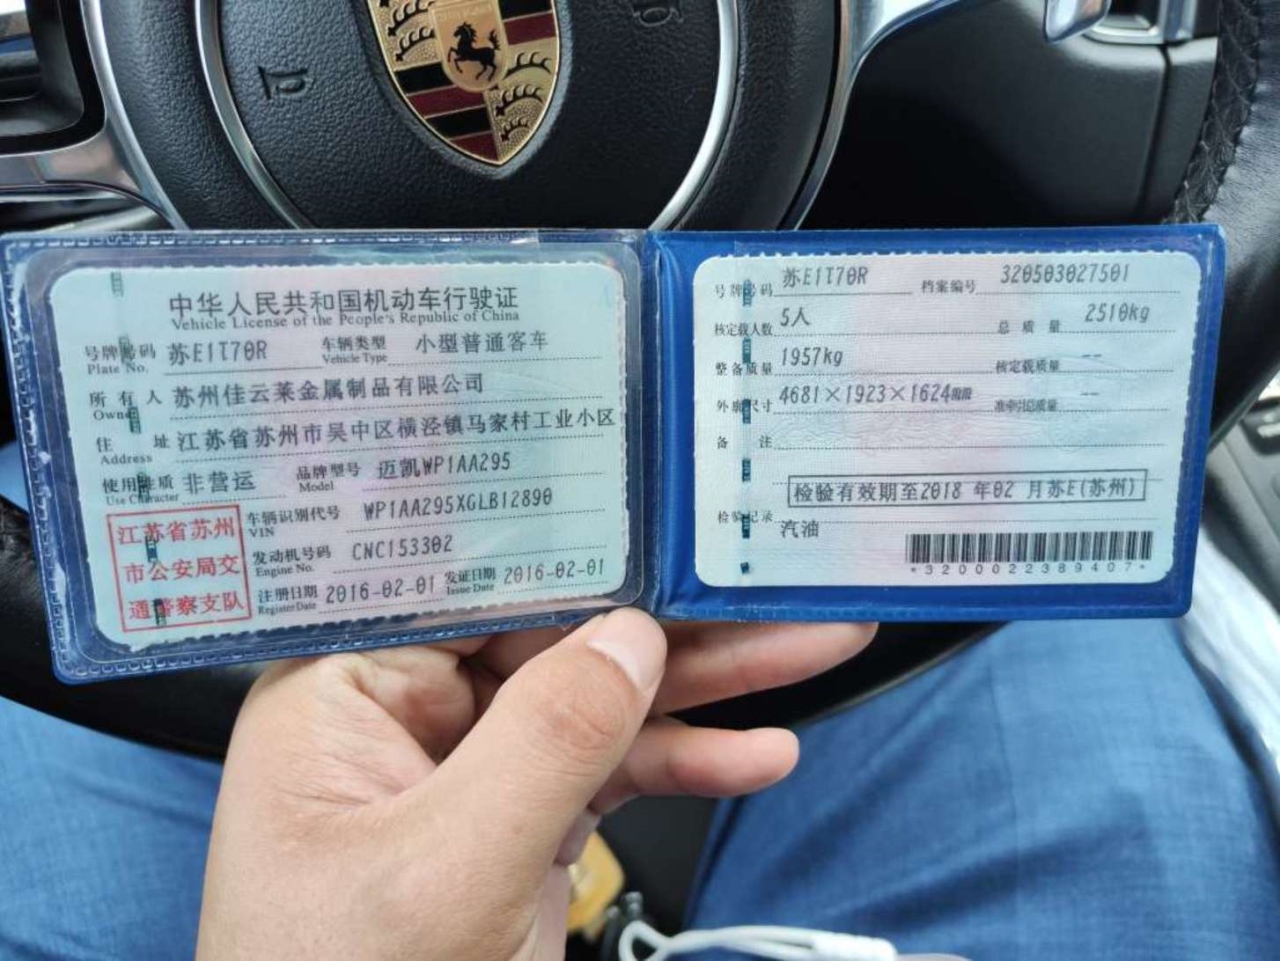 中华人民共和国机动车行驶证
Vehicle License of the People's Republic of China
号牌号码 苏E1T70R 车辆类型 小型普通客车
Plate No. Vehicle Type
所有人 苏州佳云莱金属制品有限公司
Owner
住址 江苏省苏州市吴中区横泾镇马家村工业小区
Address
使用性质 非营运 品牌型号 迈凯WP1AA295
Use Character Model
江苏省苏州
市公安局交
通警察支队
车辆识别代号 WP1AA295XGLB12890
VIN
发动机号码 CNC153302
Engine No.
注册日期 2016-02-01 发证日期 2016-02-01
Register Date Issue Date
号牌号码 苏E1T70R 档案编号 320503027501
核定载人数 5人 总质量 2510kg
整备质量 1957kg 核定载质量 --
外廓尺寸 4681×1923×1624毫米 准牵引总质量 --
备注
检验有效期至2018 年02 月苏E(苏州)
检验记录
汽油
*3200022389407*